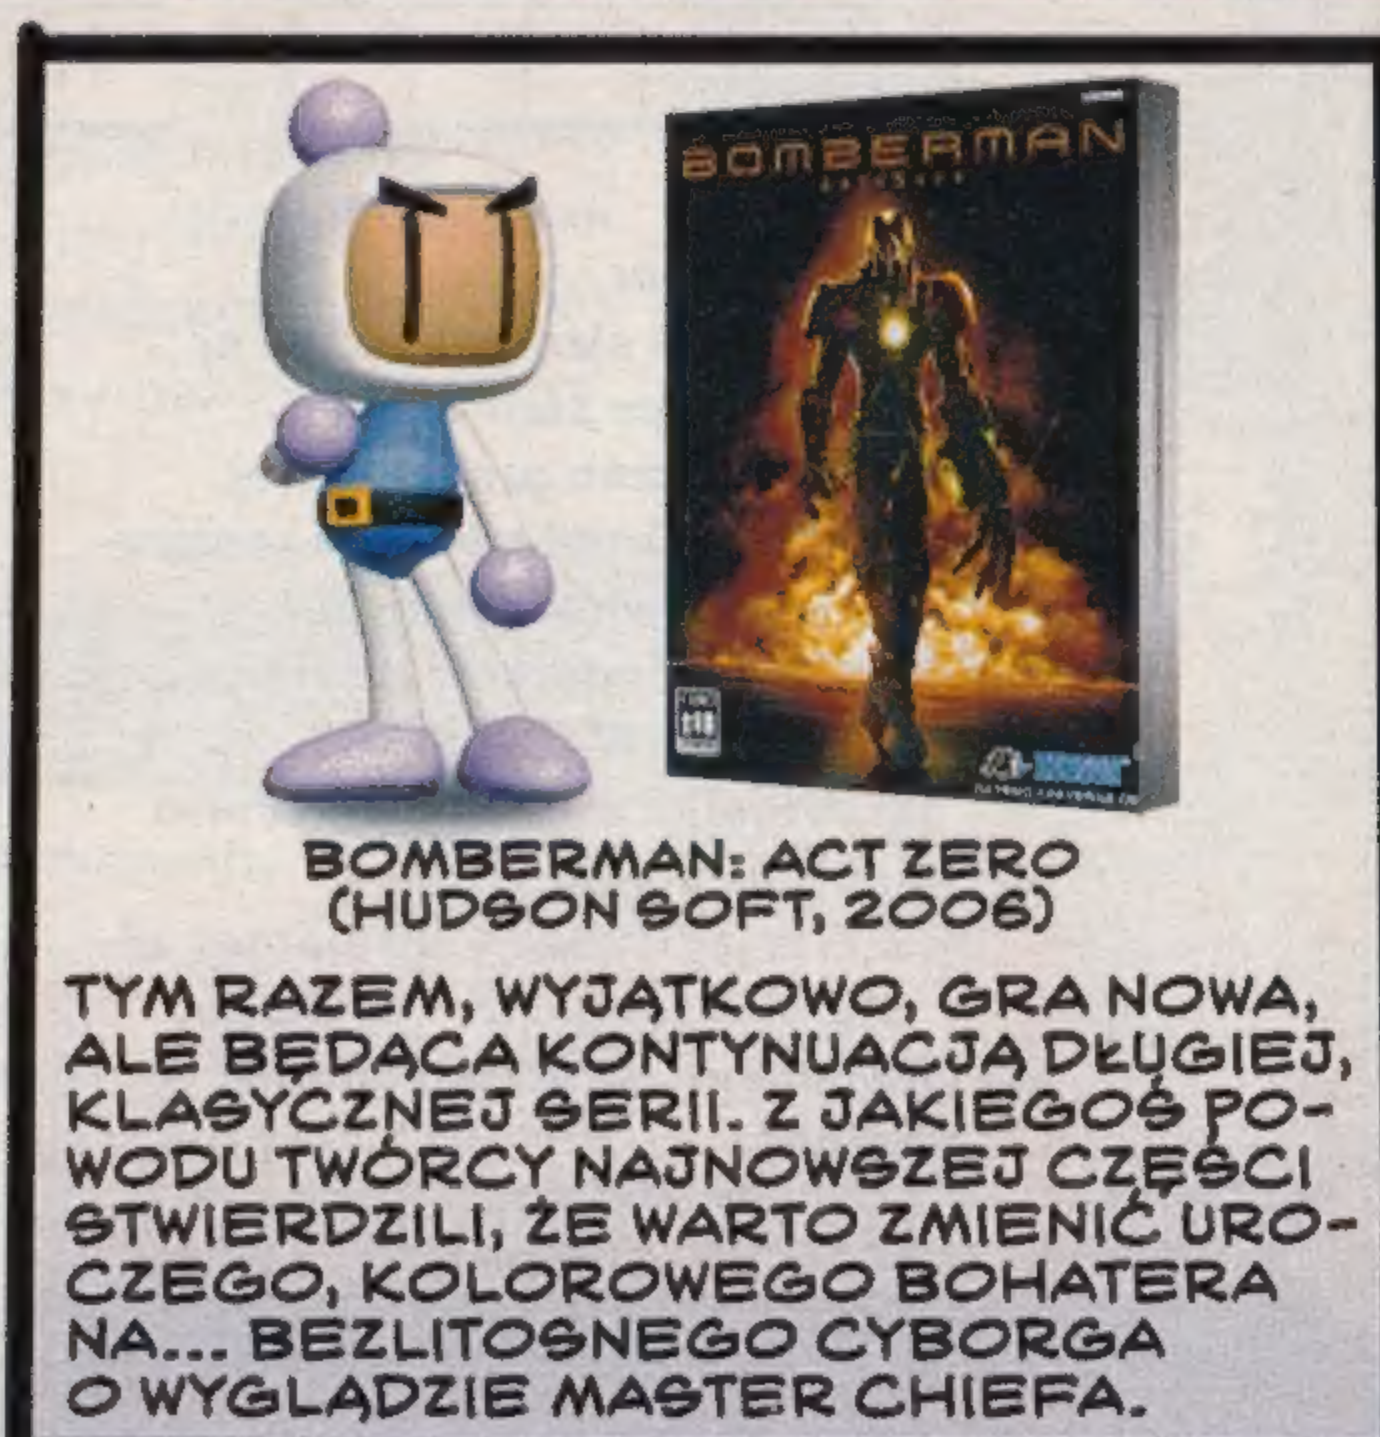 BOMBERMAN
BOMBERMAN: ACT ZERO
(HUDSON SOFT, 2006)
TYM RAZEM, WYJĄTKOWO, GRA NOWA,
ALE BĘDĄCA KONTYNUACJĄ DŁUGIEJ,
KLASYCZNEJ SERII. Z JAKIEGOŚ PO-
WODU TWÓRCY NAJNOWSZEJ CZĘŚCI
STWIERDZILI, ŻE WARTO ZMIENIĆ URO-
CZEGO, KOLOROWEGO BOHATERA
NA... BEZLITOSNEGO CYBORGA
O WYGLĄDZIE MASTER CHIEFA.